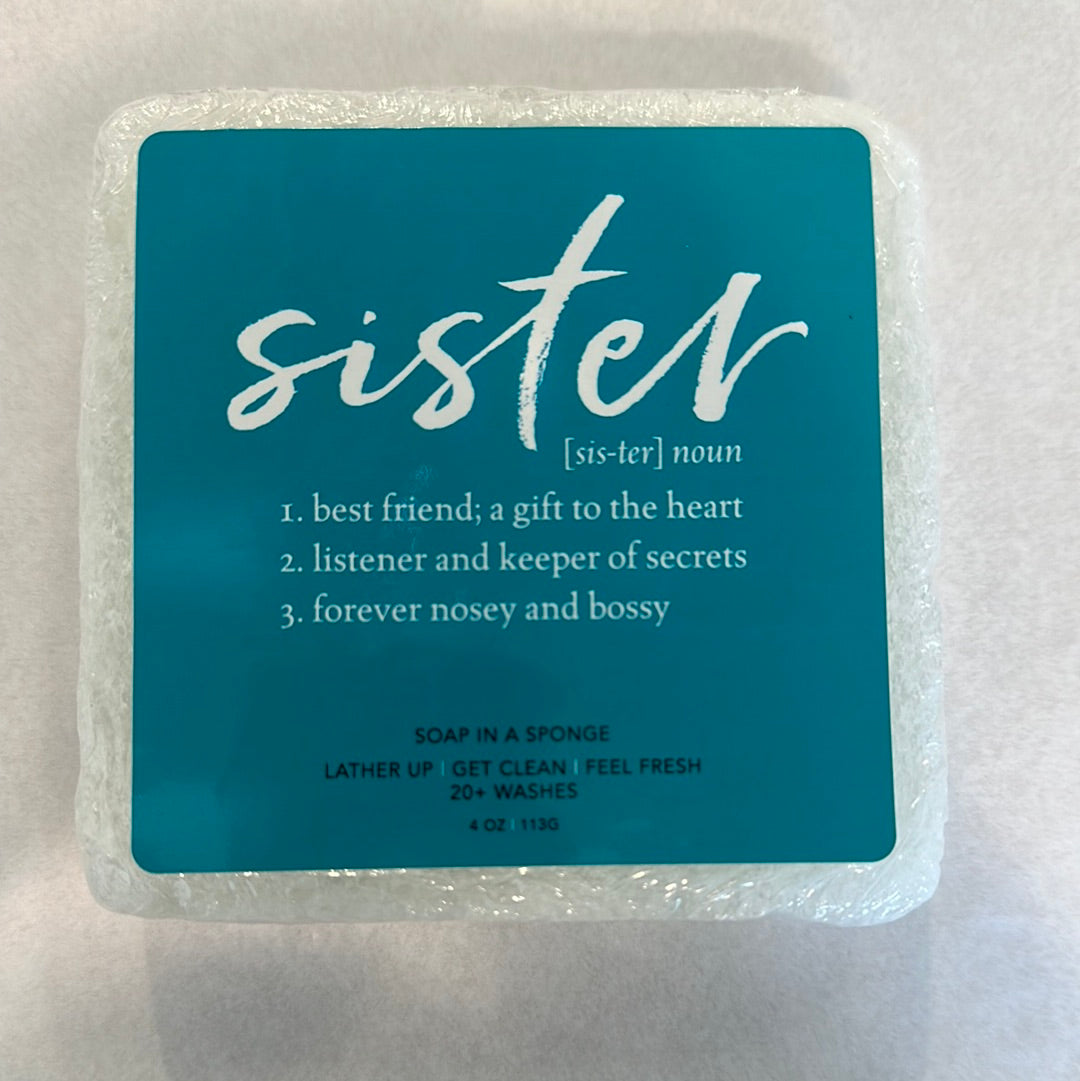 sister
[sis-ter] noun
1. best friend; a gift to the heart
2. listener and keeper of secrets
3. forever nosey and bossy
SOAP IN A SPONGE
LATHER UP | GET CLEAN | FEEL FRESH
20+ WASHES
4 OZ | 113G